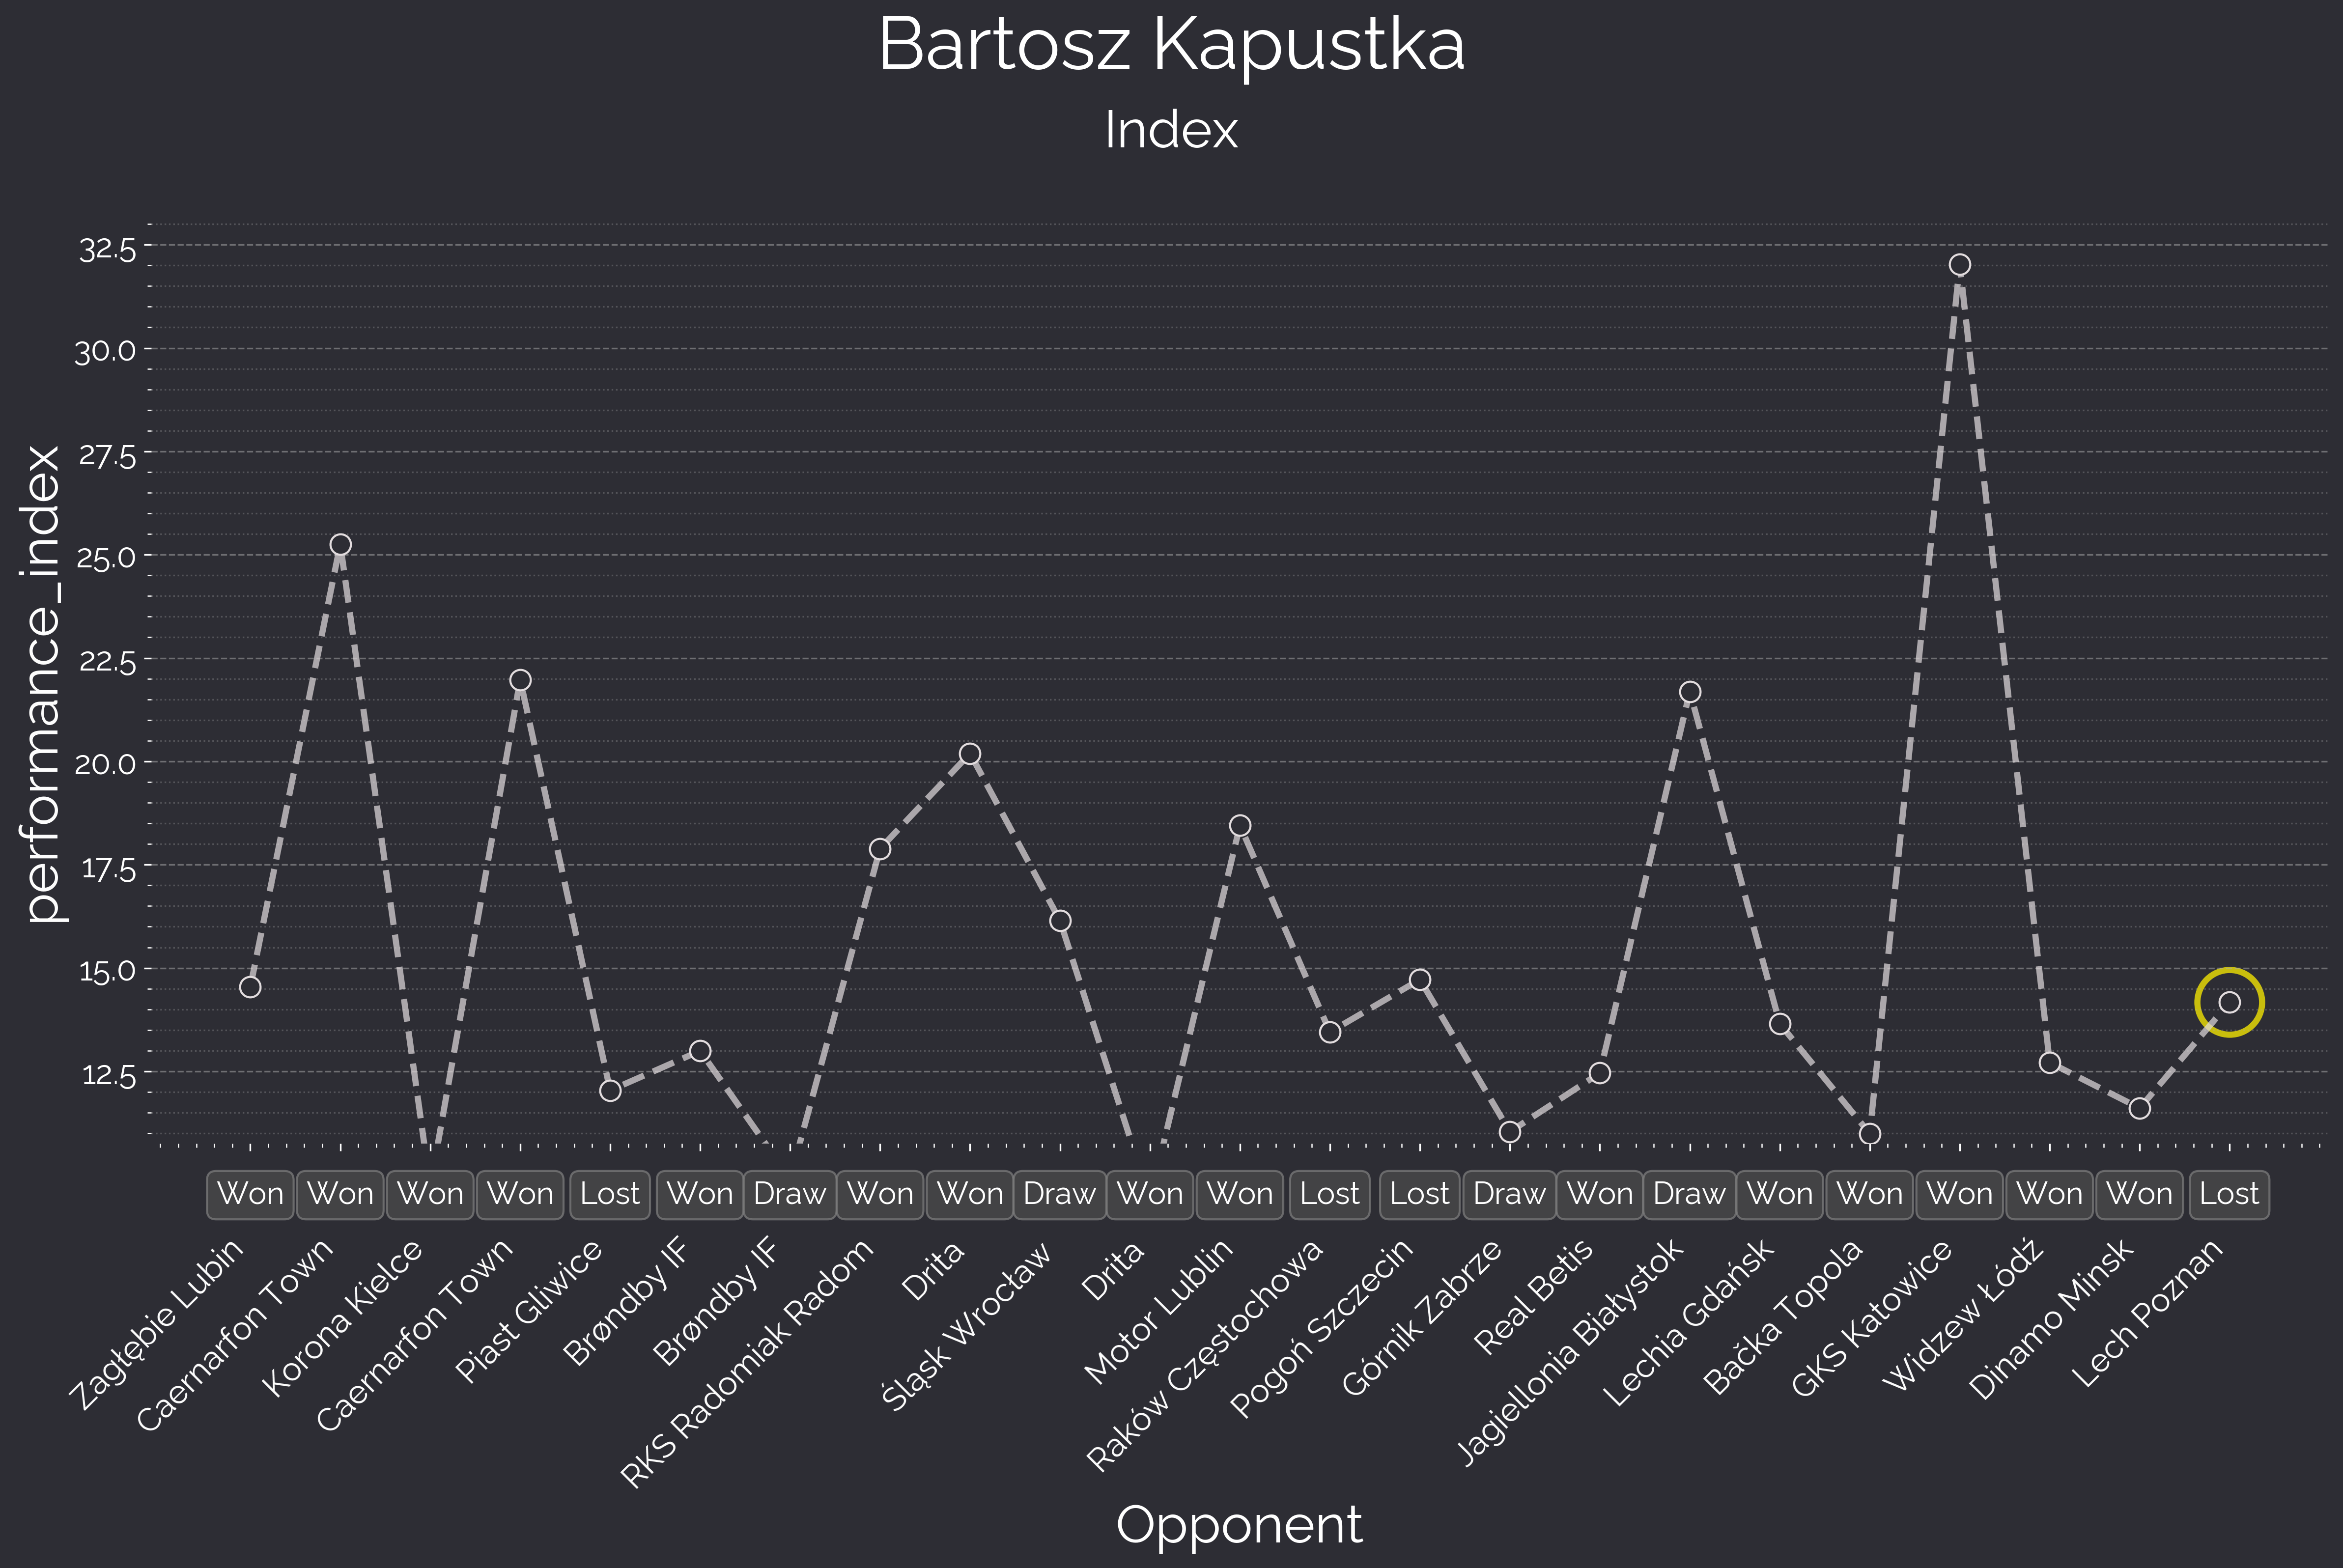 Bartosz Kapustka
Index
performance_index
32.5
30.0
27.5
25.0
22.5
20.0
17.5
15.0
12.5
Won Won Won Won Lost Won Draw Won Won Draw Won Won Lost Lost Draw Won Draw Won Won Won Won Won Lost
Zagłębie Lubin
Caernarfon Town
Korona Kielce
Caernarfon Town
Piast Gliwice
Brøndby IF
Brøndby IF
RKS Radomiak Radom
Drita
Śląsk Wrocław
Drita
Motor Lublin
Raków Częstochowa
Pogoń Szczecin
Górnik Zabrze
Real Betis
Jagiellonia Białystok
Lechia Gdańsk
Bačka Topola
GKS Katowice
Widzew Łódź
Dinamo Minsk
Lech Poznan
Opponent